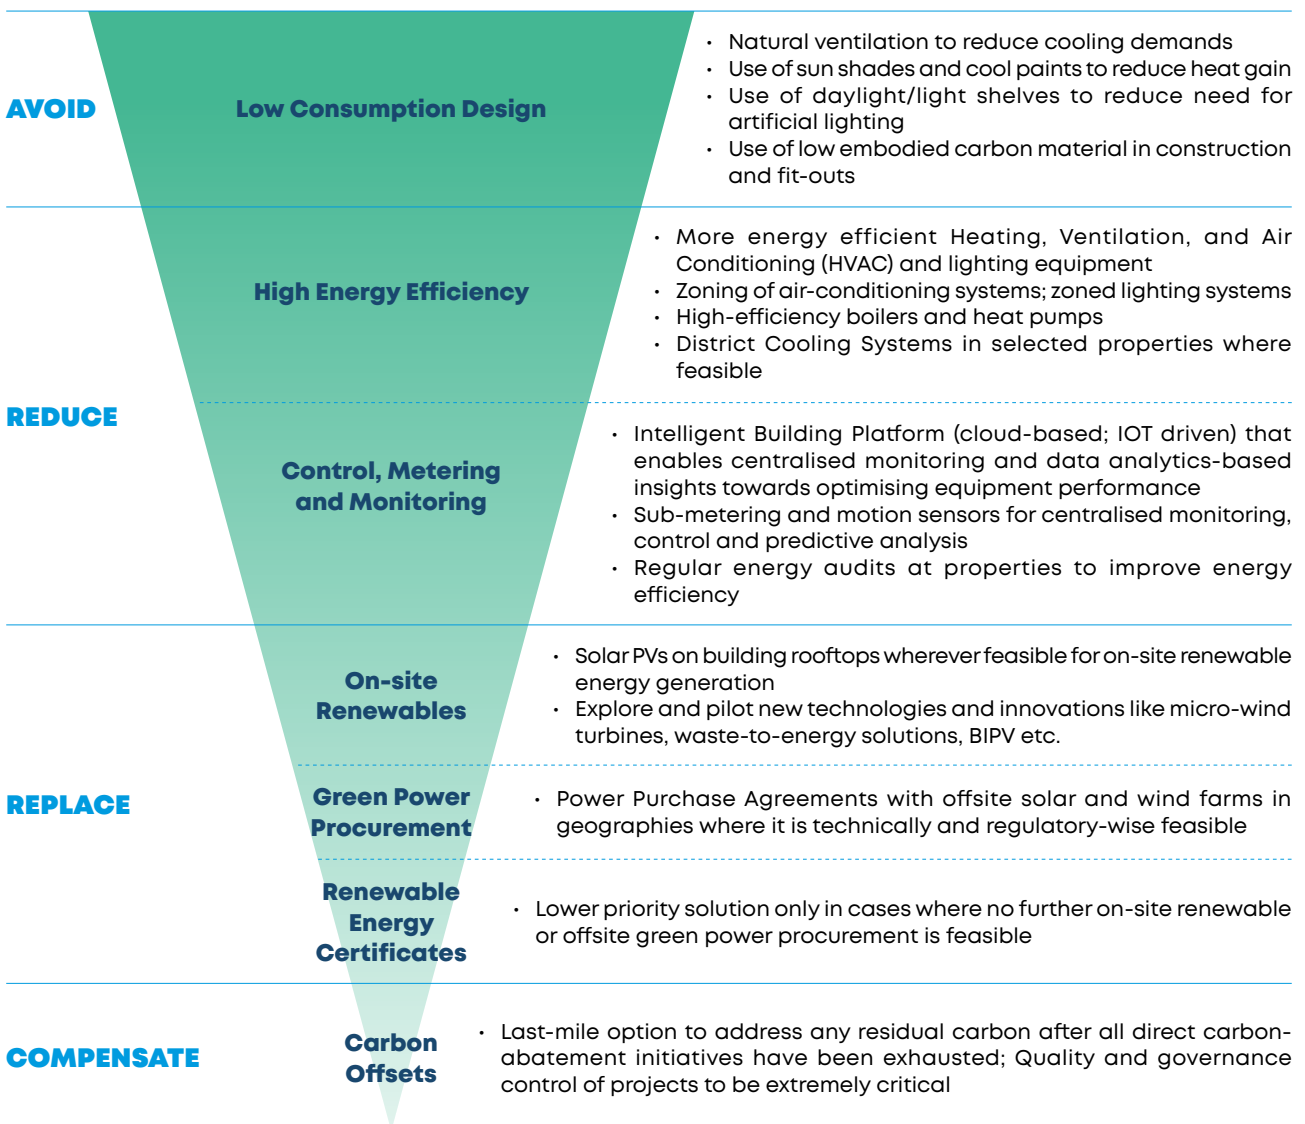 AVOID
Low Consumption Design
• Natural ventilation to reduce cooling demands
• Use of sun shades and cool paints to reduce heat gain
• Use of daylight/light shelves to reduce need for
artificial lighting
• Use of low embodied carbon material in construction
and fit-outs
REDUCE
High Energy Efficiency
• More energy efficient Heating, Ventilation, and Air
Conditioning (HVAC) and lighting equipment
• Zoning of air-conditioning systems; zoned lighting systems
• High-efficiency boilers and heat pumps
• District Cooling Systems in selected properties where
feasible
Control, Metering
and Monitoring
• Intelligent Building Platform (cloud-based; IOT driven) that
enables centralised monitoring and data analytics-based
insights towards optimising equipment performance
• Sub-metering and motion sensors for centralised monitoring,
control and predictive analysis
• Regular energy audits at properties to improve energy
efficiency
REPLACE
On-site
Renewables
• Solar PVs on building rooftops wherever feasible for on-site renewable
energy generation
• Explore and pilot new technologies and innovations like micro-wind
turbines, waste-to-energy solutions, BIPV etc.
Green Power
Procurement
• Power Purchase Agreements with offsite solar and wind farms in
geographies where it is technically and regulatory-wise feasible
Renewable
Energy
Certificates
• Lower priority solution only in cases where no further on-site renewable
or offsite green power procurement is feasible
COMPENSATE
Carbon
Offsets
• Last-mile option to address any residual carbon after all direct carbon-
abatement initiatives have been exhausted; Quality and governance
control of projects to be extremely critical